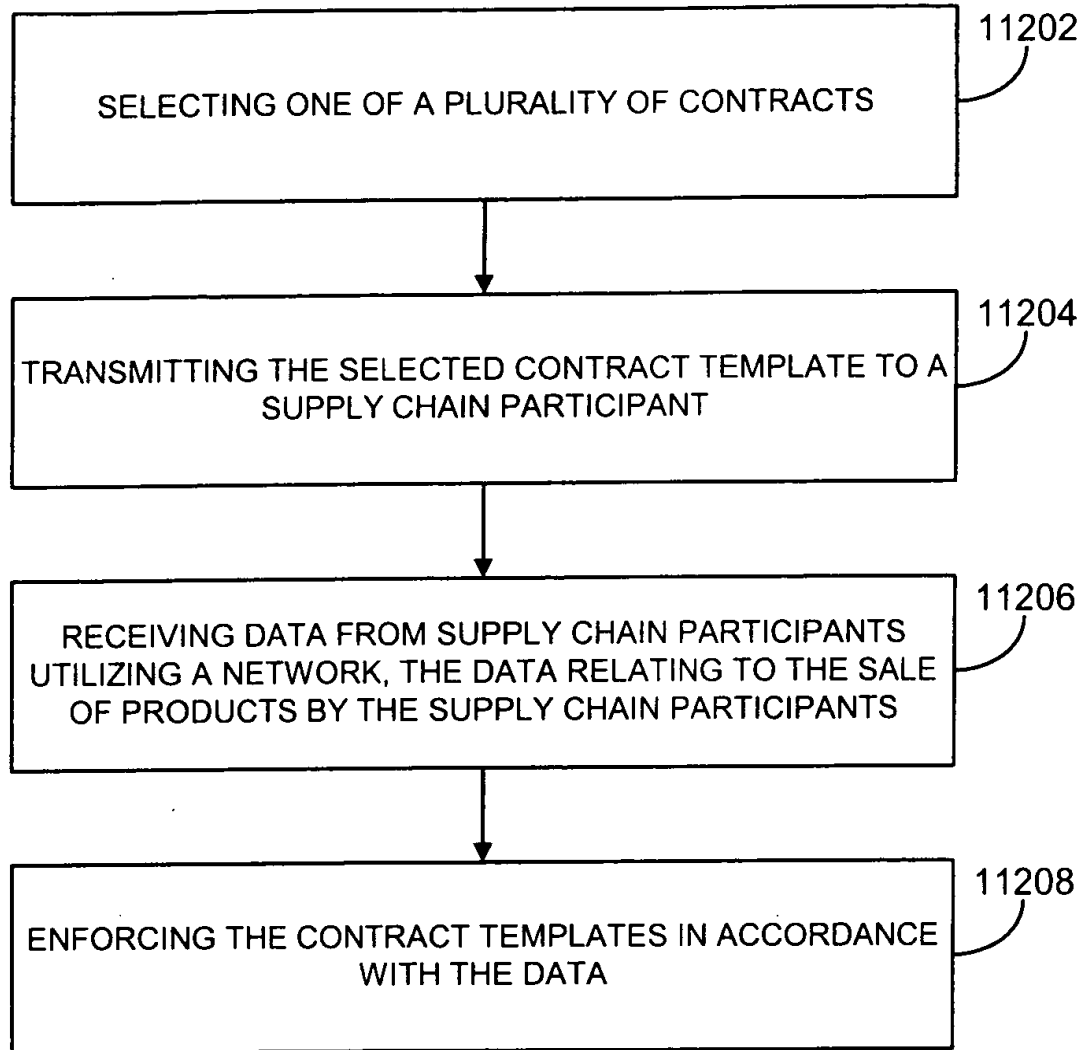 11202
SELECTING ONE OF A PLURALITY OF CONTRACTS
11204
TRANSMITTING THE SELECTED CONTRACT TEMPLATE TO A
SUPPLY CHAIN PARTICIPANT
11206
RECEIVING DATA FROM SUPPLY CHAIN PARTICIPANTS
UTILIZING A NETWORK, THE DATA RELATING TO THE SALE
OF PRODUCTS BY THE SUPPLY CHAIN PARTICIPANTS
11208
ENFORCING THE CONTRACT TEMPLATES IN ACCORDANCE
WITH THE DATA